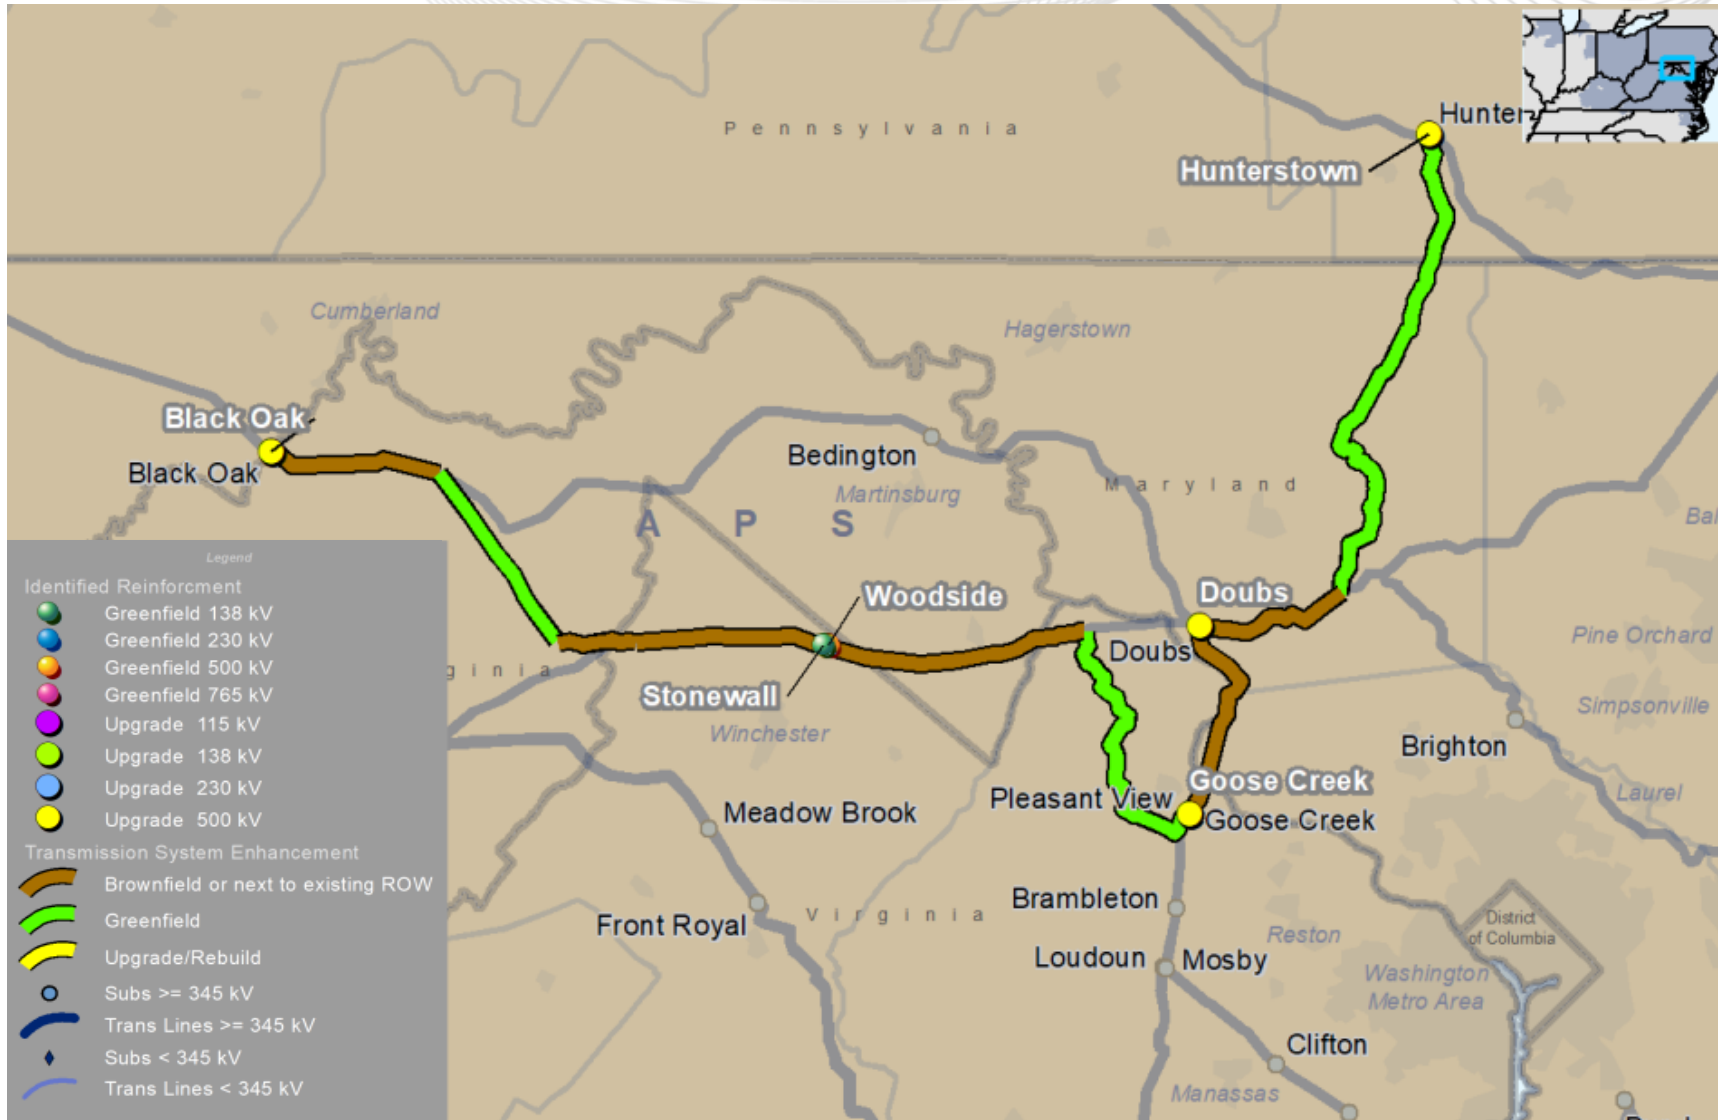 Pennsylvania
Hunter
Hunterstown
Cumberland
Hagerstown
Black Oak
Black Oak
Bedington
Martinsburg
Maryland
A P S
Woodside
Doubs
Doubs
Stonewall
Winchester
Pine Orchard
Simpsonville
Brighton
Laurel
Goose Creek
Pleasant View
Goose Creek
Meadow Brook
Front Royal
Virginia
Brambleton
Loudoun
Mosby
Reston
District
of Columbia
Washington
Metro Area
Clifton
Manassas
ginia
Bal
Legend
Identified Reinforcment
Greenfield 138 kV
Greenfield 230 kV
Greenfield 500 kV
Greenfield 765 kV
Upgrade 115 kV
Upgrade 138 kV
Upgrade 230 kV
Upgrade 500 kV
Transmission System Enhancement
Brownfield or next to existing ROW
Greenfield
Upgrade/Rebuild
Subs >= 345 kV
Trans Lines >= 345 kV
Subs < 345 kV
Trans Lines < 345 kV